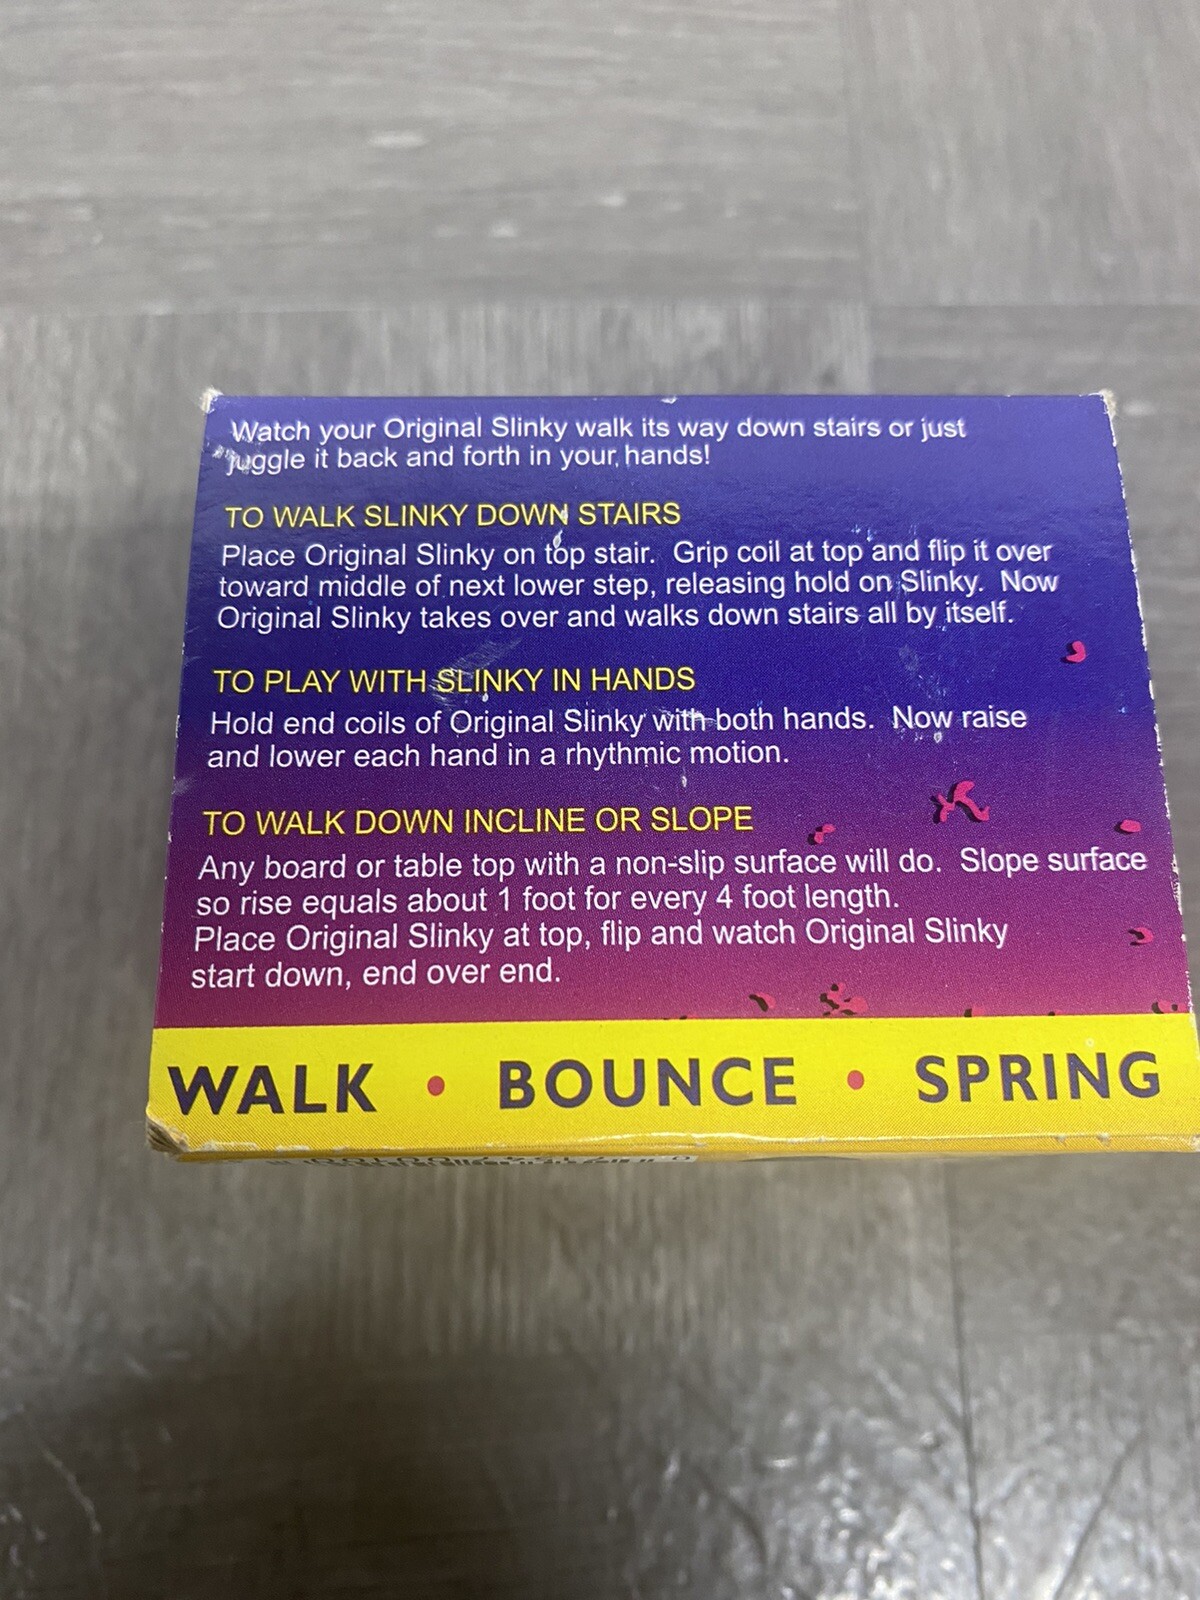 Watch your Original Slinky walk its way down stairs or just
juggle it back and forth in your hands!
TO WALK SLINKY DOWN STAIRS
Place Original Slinky on top stair. Grip coil at top and flip it over
toward middle of next lower step, releasing hold on Slinky. Now
Original Slinky takes over and walks down stairs all by itself.
TO PLAY WITH SLINKY IN HANDS
Hold end coils of Original Slinky with both hands. Now raise
and lower each hand in a rhythmic motion.
TO WALK DOWN INCLINE OR SLOPE
Any board or table top with a non-slip surface will do. Slope surface
so rise equals about 1 foot for every 4 foot length.
Place Original Slinky at top, flip and watch Original Slinky
start down, end over end.
WALK • BOUNCE • SPRING